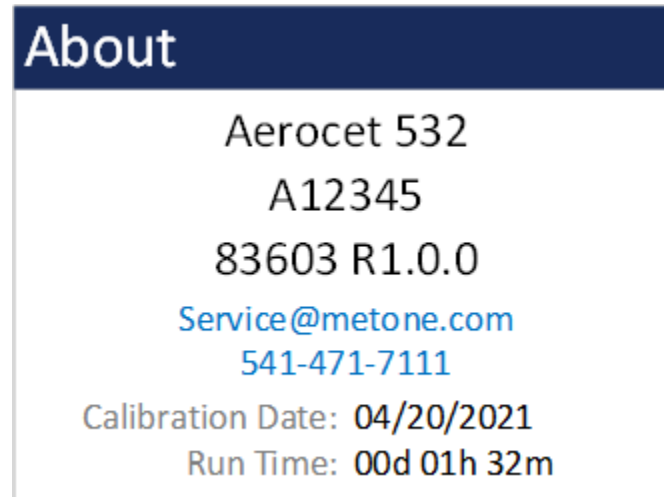 About
Aerocet 532
A12345
83603 R1.0.0
Service@metone.com
541-471-7111
Calibration Date: 04/20/2021
Run Time: 00d 01h 32m